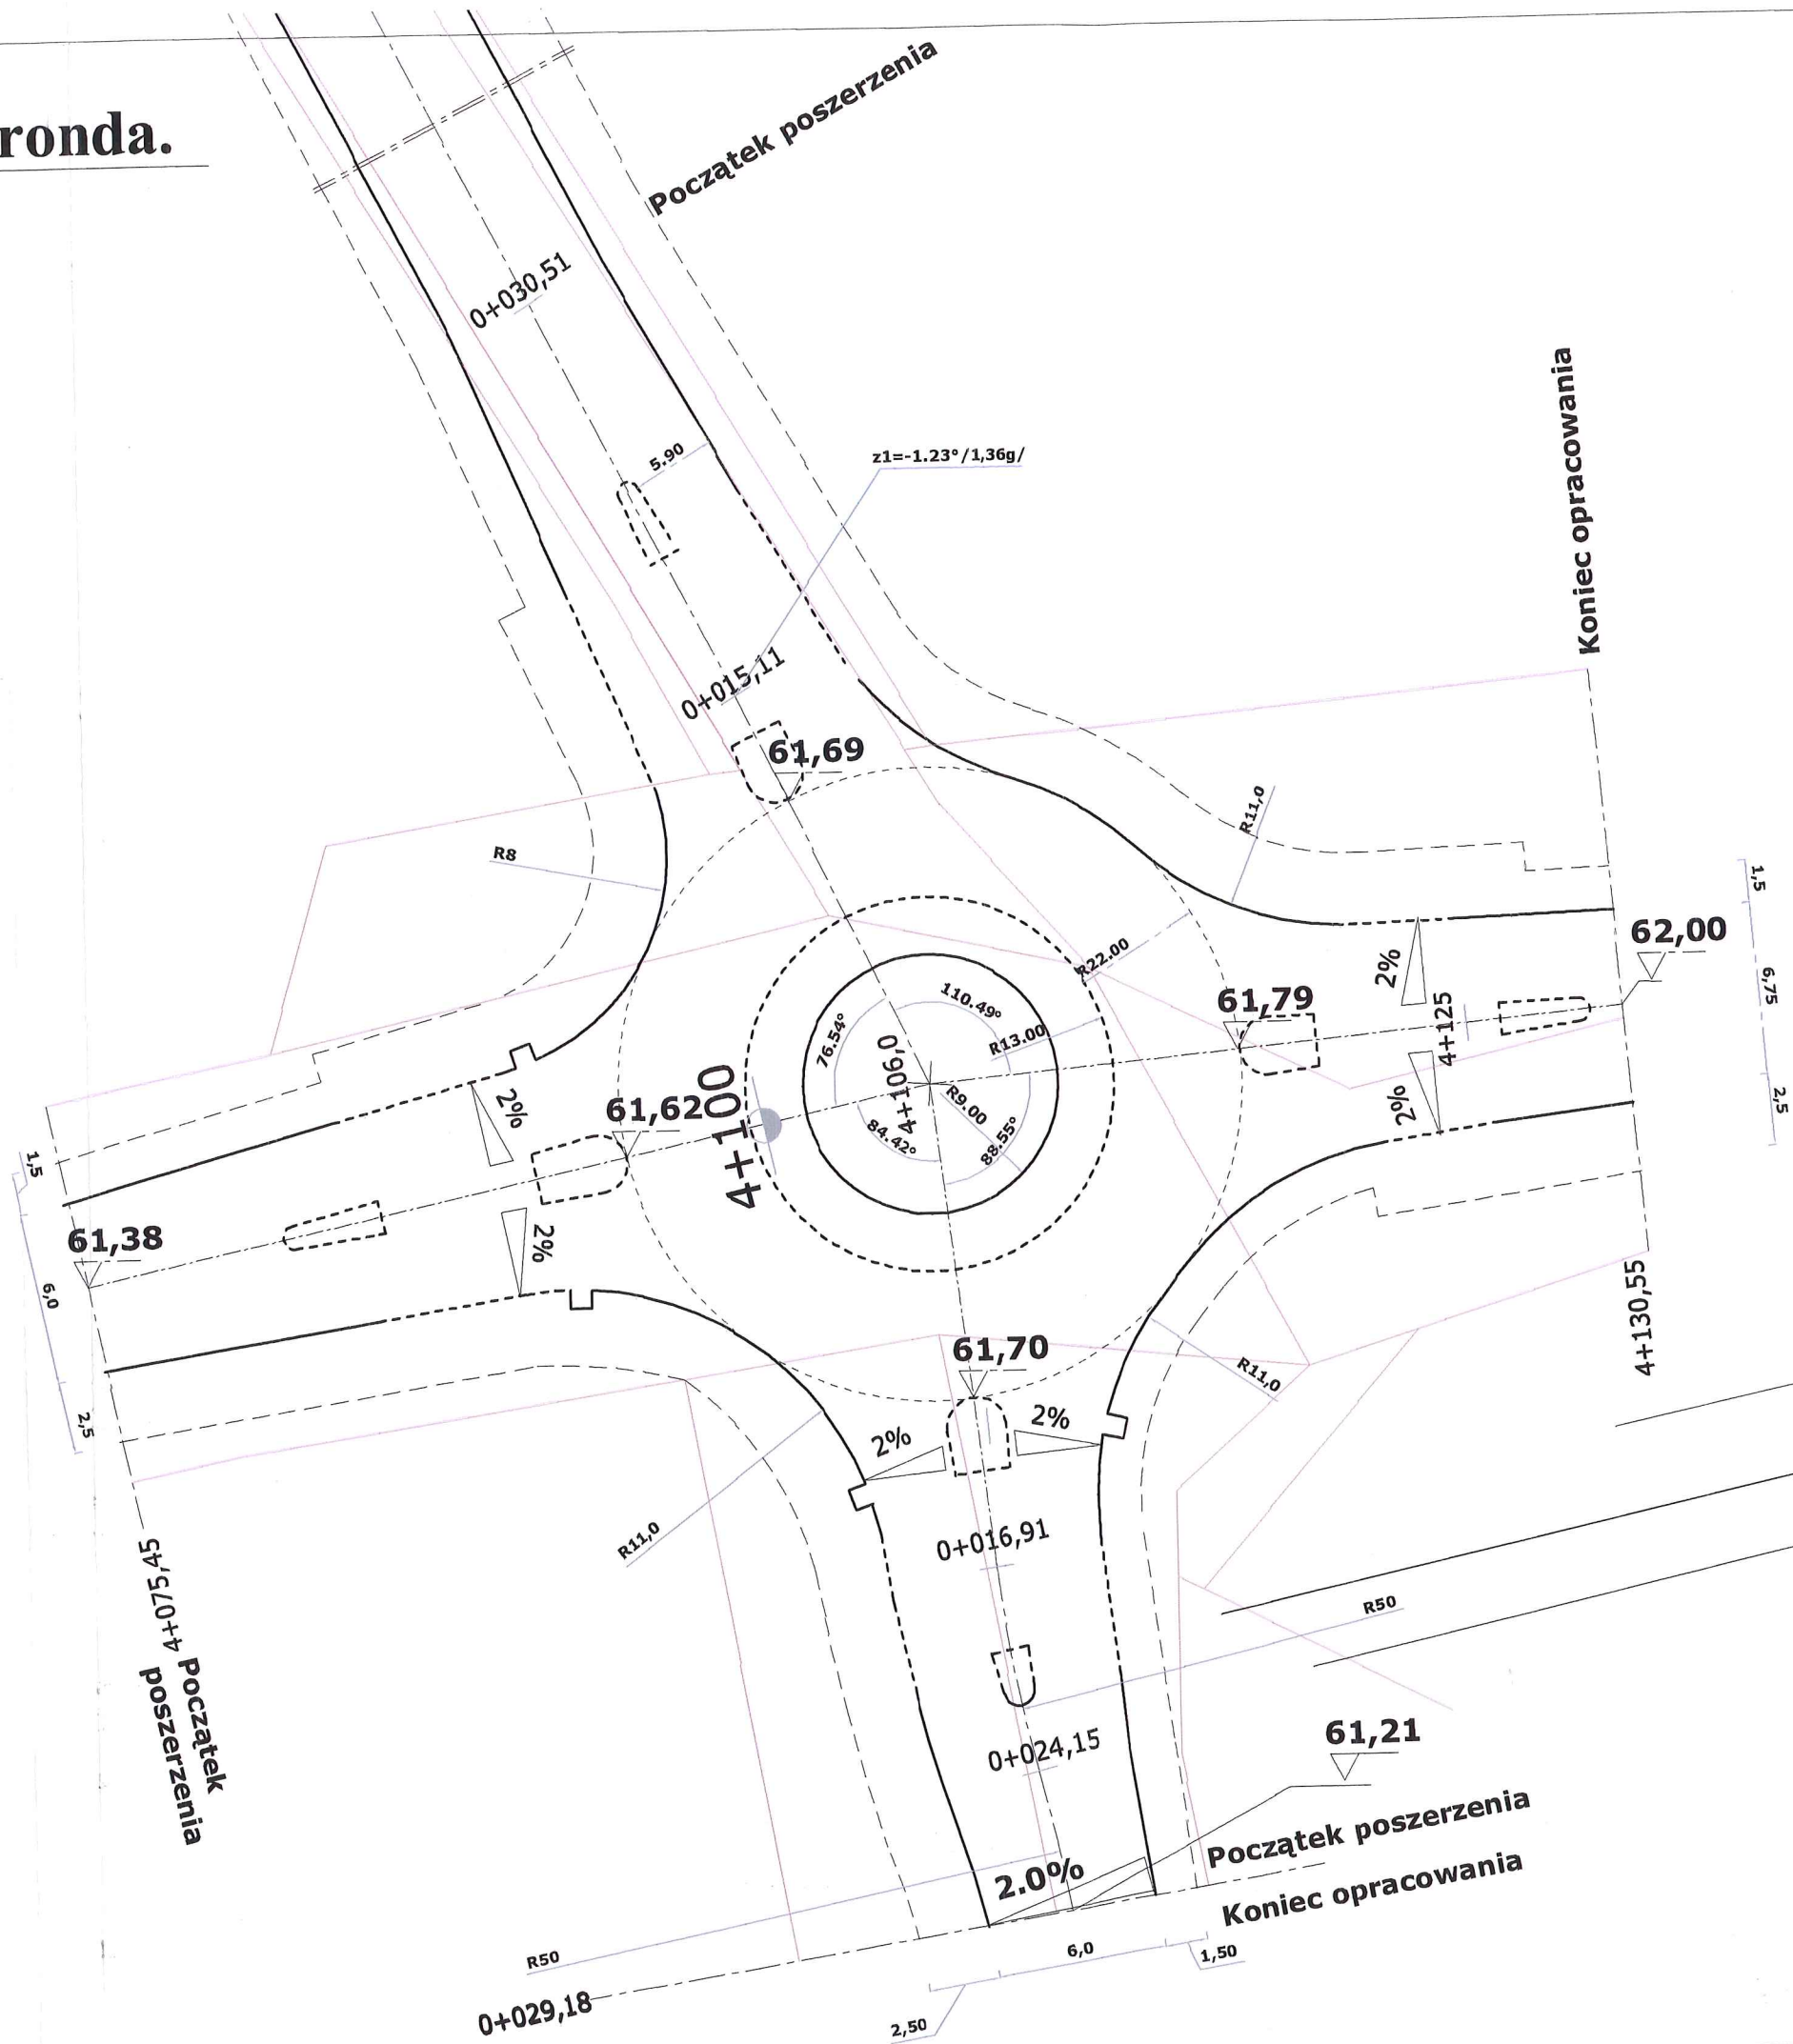 ronda.
Początek poszerzenia
0+030,51
5.90
z1=-1.23°/1,36g/
Koniec opracowania
0+015,11
61,69
R8
R11,0
1,5
62,00
6,75
2,5
2%
2%
4+125
61,79
R22.00
110.49°
R13.00
76.54°
4+106,0
R9.00
84.42°
88.55°
4+100
61,62
2%
2%
1,5
61,38
6,0
2,5
61,70
2%
2%
R11,0
R11,0
4+130,55
0+016,91
4+075,45
Początek
poszerzenia
R50
0+024,15
61,21
Początek poszerzenia
2.0%
Koniec opracowania
R50
6,0
1,50
0+029,18
2,50